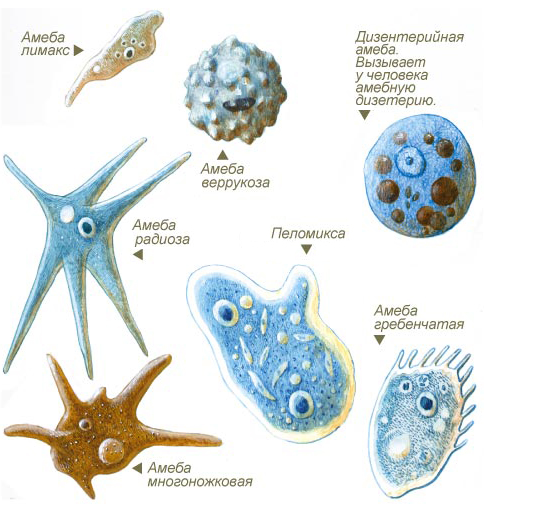 Амеба
лимакс
Дизентерийная
амеба.
Вызывает
у человека
амебную
дизетерию.
Амеба
веррукоза
Амеба
радиоза
Пеломикса
Амеба
гребенчатая
Амеба
многоножковая